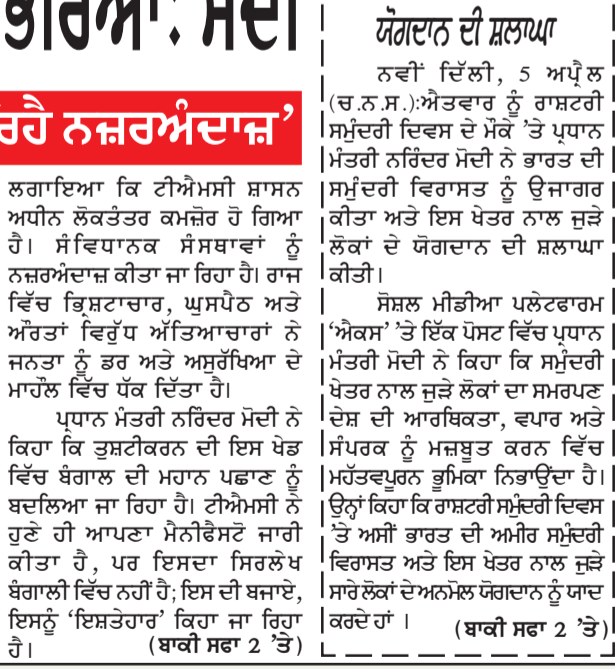 ਭਰਿਆ: ਮੋਦੀ
ਰਹੈ ਨਜ਼ਰਅੰਦਾਜ਼’
ਲਗਾਇਆ ਕਿ ਟੀਐਮਸੀ ਸ਼ਾਸਨ
ਅਧੀਨ ਲੋਕਤੰਤਰ ਕਮਜ਼ੋਰ ਹੋ ਗਿਆ
ਹੈ। ਸੰਵਿਧਾਨਕ ਸੰਸਥਾਵਾਂ ਨੂੰ
ਨਜ਼ਰਅੰਦਾਜ਼ ਕੀਤਾ ਜਾ ਰਿਹਾ ਹੈ। ਰਾਜ
ਵਿੱਚ ਭ੍ਰਿਸ਼ਟਾਚਾਰ, ਘੁਸਪੈਠ ਅਤੇ
ਔਰਤਾਂ ਵਿਰੁੱਧ ਅੱਤਿਆਚਾਰਾਂ ਨੇ
ਜਨਤਾ ਨੂੰ ਡਰ ਅਤੇ ਅਸੁਰੱਖਿਆ ਦੇ
ਮਾਹੌਲ ਵਿੱਚ ਧੱਕ ਦਿੱਤਾ ਹੈ।
ਪ੍ਰਧਾਨ ਮੰਤਰੀ ਨਰਿੰਦਰ ਮੋਦੀ ਨੇ
ਕਿਹਾ ਕਿ ਤੁਸ਼ਟੀਕਰਨ ਦੀ ਇਸ ਖੇਡ
ਵਿੱਚ ਬੰਗਾਲ ਦੀ ਮਹਾਨ ਪਛਾਣ ਨੂੰ
ਬਦਲਿਆ ਜਾ ਰਿਹਾ ਹੈ। ਟੀਐਮਸੀ ਨੇ
ਹੁਣੇ ਹੀ ਆਪਣਾ ਮੈਨੀਫੈਸਟੋ ਜਾਰੀ
ਕੀਤਾ ਹੈ, ਪਰ ਇਸਦਾ ਸਿਰਲੇਖ
ਬੰਗਾਲੀ ਵਿੱਚ ਨਹੀਂ ਹੈ; ਇਸ ਦੀ ਬਜਾਏ,
ਇਸਨੂੰ ‘ਇਸ਼ਤੇਹਾਰ’ ਕਿਹਾ ਜਾ ਰਿਹਾ
ਹੈ। (ਬਾਕੀ ਸਫਾ 2 ’ਤੇ)
ਯੋਗਦਾਨ ਦੀ ਸ਼ਲਾਘਾ
ਨਵੀਂ ਦਿੱਲੀ, 5 ਅਪ੍ਰੈਲ
(ਚ.ਨ.ਸ.):ਐਤਵਾਰ ਨੂੰ ਰਾਸ਼ਟਰੀ
ਸਮੁੰਦਰੀ ਦਿਵਸ ਦੇ ਮੌਕੇ ’ਤੇ ਪ੍ਰਧਾਨ
ਮੰਤਰੀ ਨਰਿੰਦਰ ਮੋਦੀ ਨੇ ਭਾਰਤ ਦੀ
ਸਮੁੰਦਰੀ ਵਿਰਾਸਤ ਨੂੰ ਉਜਾਗਰ
ਕੀਤਾ ਅਤੇ ਇਸ ਖੇਤਰ ਨਾਲ ਜੁੜੇ
ਲੋਕਾਂ ਦੇ ਯੋਗਦਾਨ ਦੀ ਸ਼ਲਾਘਾ
ਕੀਤੀ।
ਸੋਸ਼ਲ ਮੀਡੀਆ ਪਲੇਟਫਾਰਮ
‘ਐਕਸ’ ’ਤੇ ਇੱਕ ਪੋਸਟ ਵਿੱਚ ਪ੍ਰਧਾਨ
ਮੰਤਰੀ ਮੋਦੀ ਨੇ ਕਿਹਾ ਕਿ ਸਮੁੰਦਰੀ
ਖੇਤਰ ਨਾਲ ਜੁੜੇ ਲੋਕਾਂ ਦਾ ਸਮਰਪਣ
ਦੇਸ਼ ਦੀ ਆਰਥਿਕਤਾ, ਵਪਾਰ ਅਤੇ
ਸੰਪਰਕ ਨੂੰ ਮਜ਼ਬੂਤ ਕਰਨ ਵਿੱਚ
ਮਹੱਤਵਪੂਰਨ ਭੂਮਿਕਾ ਨਿਭਾਉਂਦਾ ਹੈ।
ਉਨ੍ਹਾਂ ਕਿਹਾ ਕਿ ਰਾਸ਼ਟਰੀ ਸਮੁੰਦਰੀ ਦਿਵਸ
’ਤੇ ਅਸੀਂ ਭਾਰਤ ਦੀ ਅਮੀਰ ਸਮੁੰਦਰੀ
ਵਿਰਾਸਤ ਅਤੇ ਇਸ ਖੇਤਰ ਨਾਲ ਜੁੜੇ
ਸਾਰੇ ਲੋਕਾਂ ਦੇ ਅਨਮੋਲ ਯੋਗਦਾਨ ਨੂੰ ਯਾਦ
ਕਰਦੇ ਹਾਂ । (ਬਾਕੀ ਸਫਾ 2 ’ਤੇ)